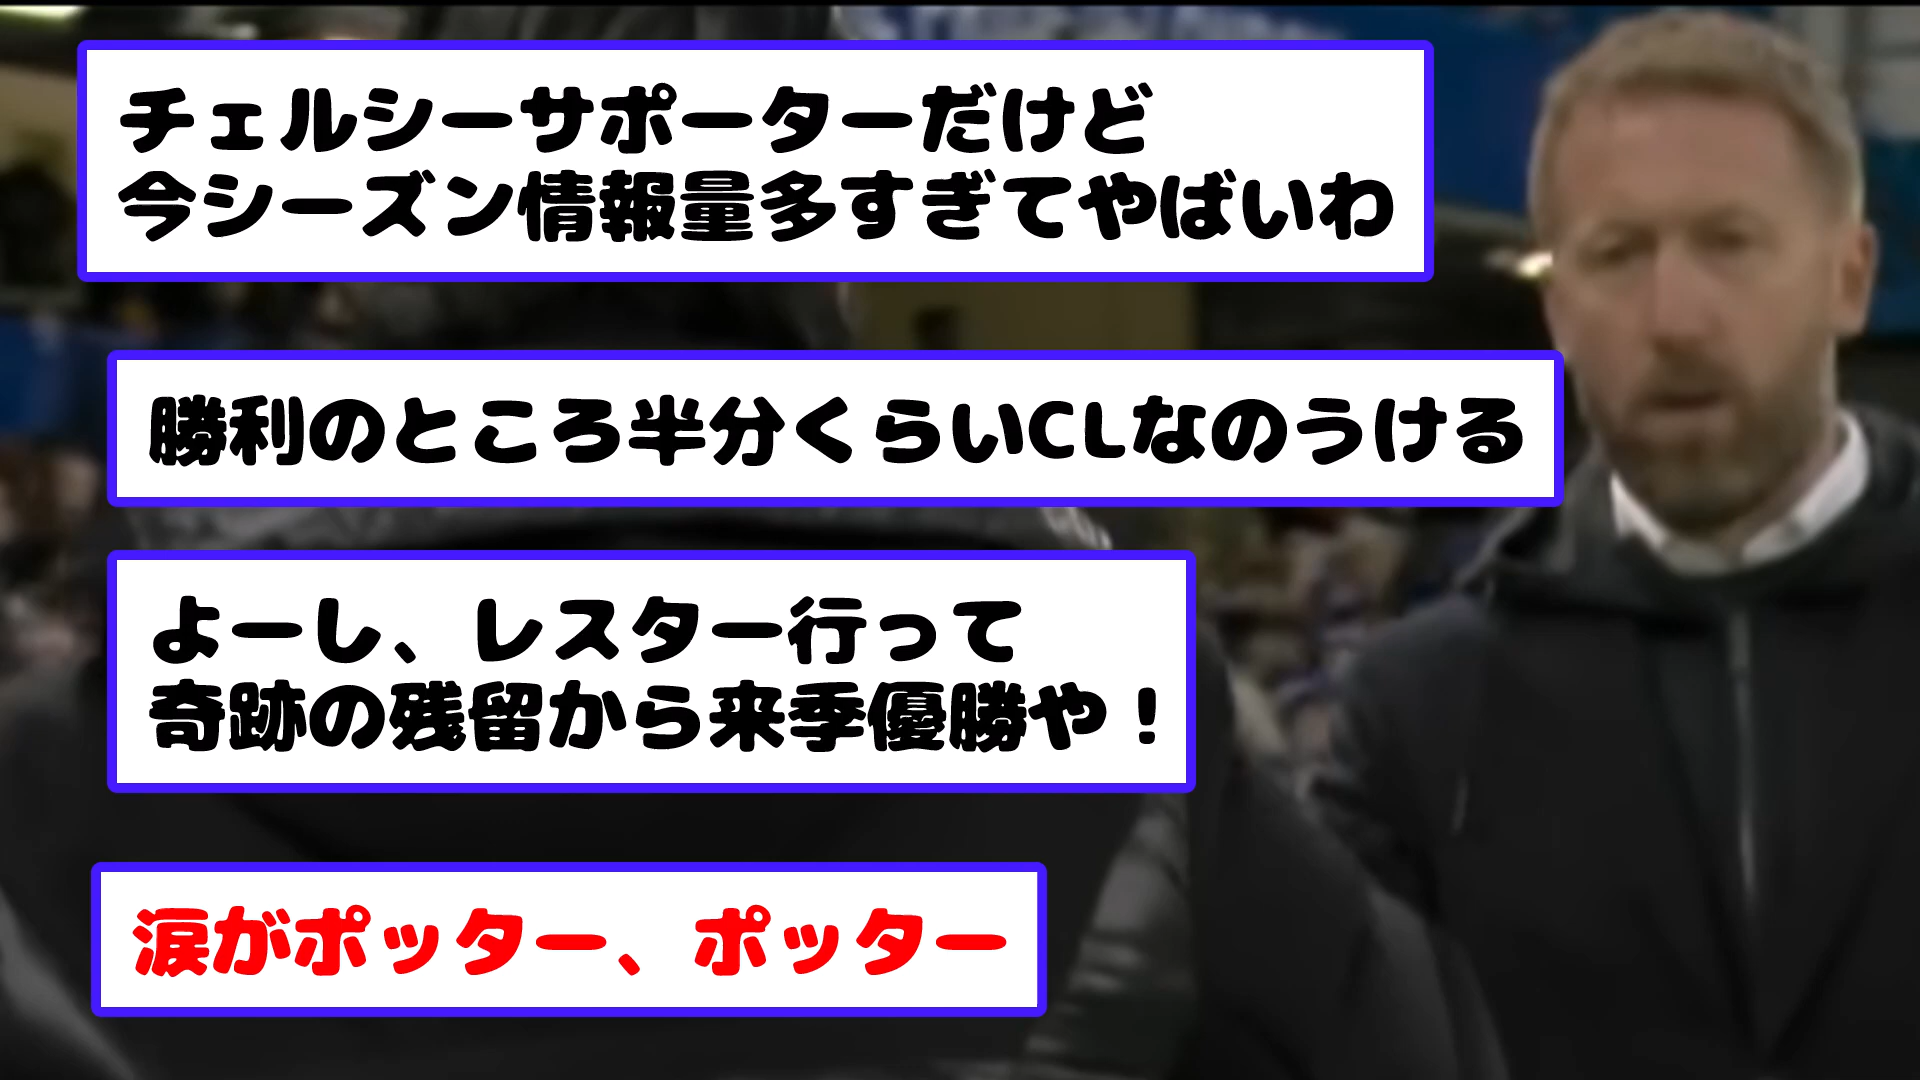 チェルシーサポーターだけど
今シーズン情報量多すぎてやばいわ
勝利のところ半分くらいCLなのうける
よーし、レスター行って
奇跡の残留から来季優勝や！
涙がポッター、ポッター